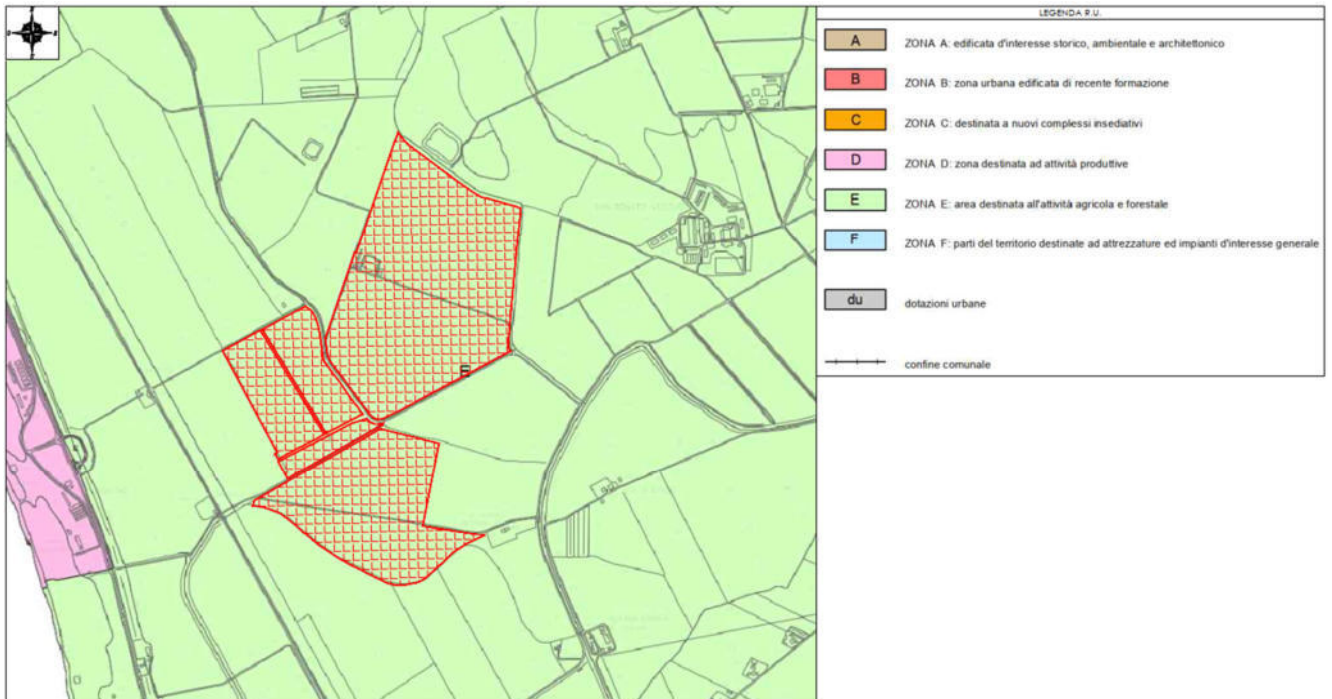 LEGENDA R.U.
A ZONA A: edificata d'interesse storico, ambientale e architettonico
B ZONA B: zona urbana edificata di recente formazione
C ZONA C: destinata a nuovi complessi insediativi
D ZONA D: zona destinata ad attività produttive
E ZONA E: area destinata all'attività agricola e forestale
F ZONA F: parti del territorio destinate ad attrezzature ed impianti d'interesse generale
du dotazioni urbane
confine comunale
E